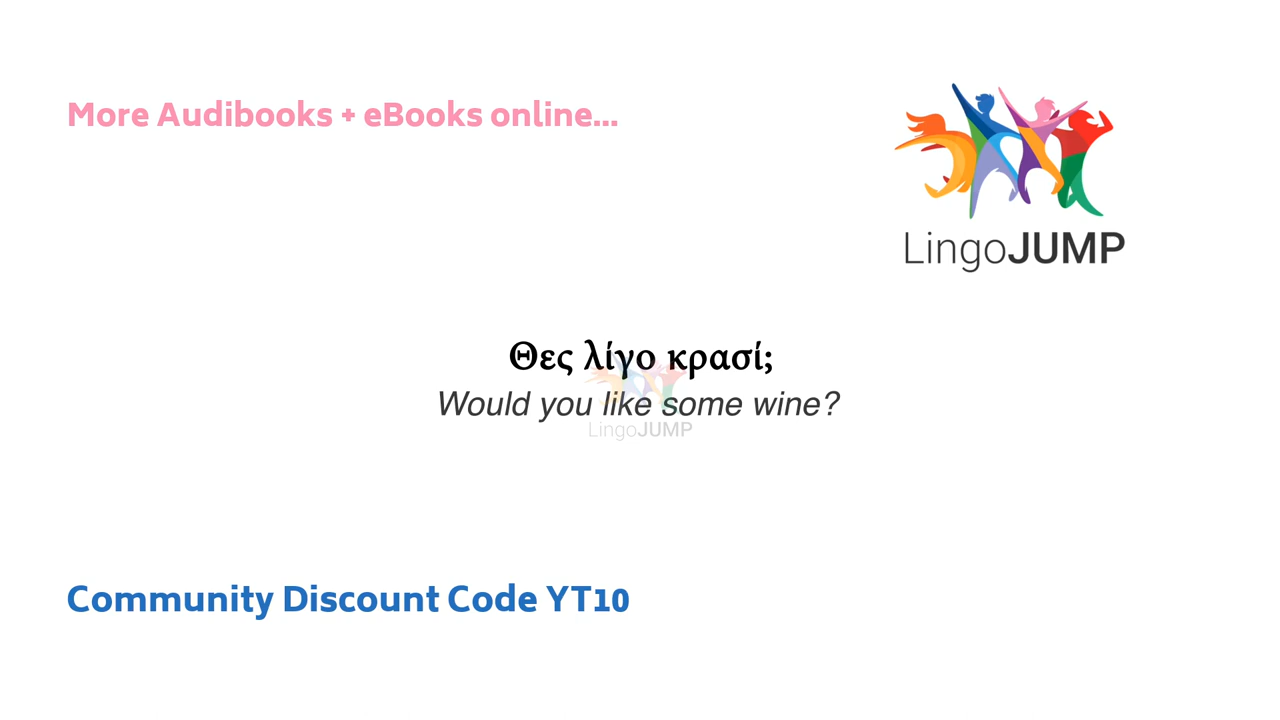 More Audibooks + eBooks online...
LingoJUMP
Θες λίγο κρασί;
Would you like some wine?
LingoJUMP
Community Discount Code YT10